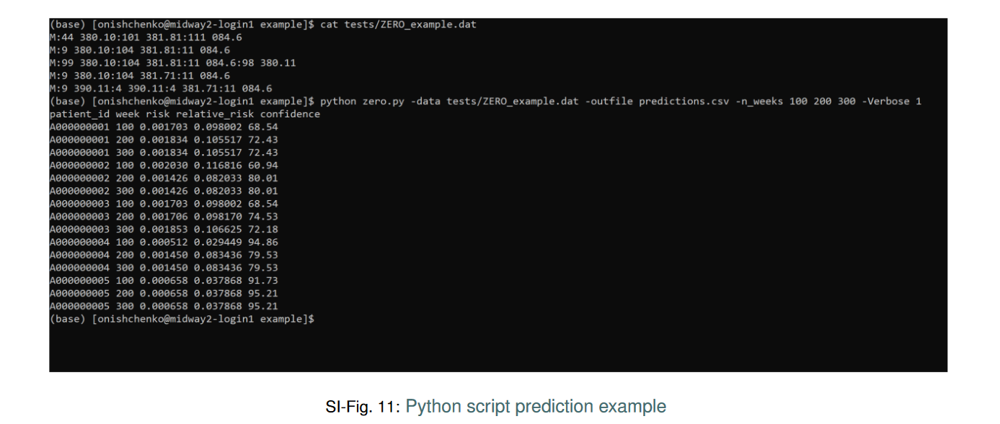 (base) [onishchenko@midway2-login1 example]$ cat tests/ZERO_example.dat
M:44 380.10:101 381.81:111 084.6
M:9 380.10:104 381.81:11 084.6
M:99 380.10:104 381.81:11 084.6:98 380.11
M:9 380.10:104 381.71:11 084.6
M:9 390.11:4 390.11:4 381.71:11 084.6
(base) [onishchenko@midway2-login1 example]$ python zero.py -data tests/ZERO_example.dat -outfile predictions.csv -n_weeks 100 200 300 -Verbose 1
patient_id week risk relative_risk confidence
A000000001 100 0.001703 0.098002 68.54
A000000001 200 0.001834 0.105517 72.43
A000000001 300 0.001834 0.105517 72.43
A000000002 100 0.002030 0.116816 60.94
A000000002 200 0.001426 0.082033 80.01
A000000002 300 0.001426 0.082033 80.01
A000000003 100 0.001703 0.098002 68.54
A000000003 200 0.001706 0.098170 74.53
A000000003 300 0.001853 0.106625 72.18
A000000004 100 0.000512 0.029449 94.86
A000000004 200 0.001450 0.083436 79.53
A000000004 300 0.001450 0.083436 79.53
A000000005 100 0.000658 0.037868 91.73
A000000005 200 0.000658 0.037868 95.21
A000000005 300 0.000658 0.037868 95.21
(base) [onishchenko@midway2-login1 example]$
SI-Fig. 11: Python script prediction example